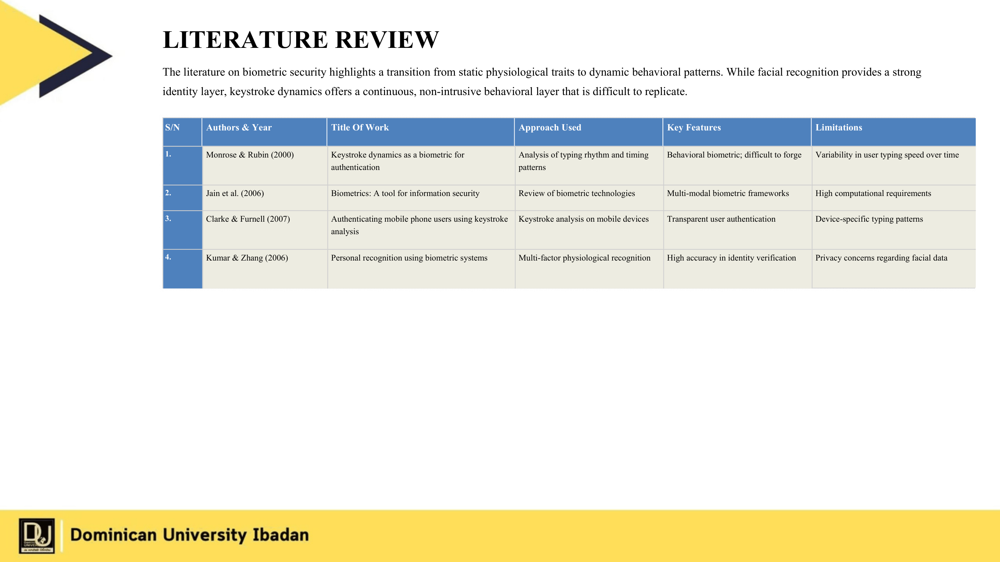 LITERATURE REVIEW
The literature on biometric security highlights a transition from static physiological traits to dynamic behavioral patterns. While facial recognition provides a strong
identity layer, keystroke dynamics offers a continuous, non-intrusive behavioral layer that is difficult to replicate.
S/N Authors & Year Title Of Work Approach Used Key Features Limitations
1. Monrose & Rubin (2000) Keystroke dynamics as a biometric for Analysis of typing rhythm and timing Behavioral biometric; difficult to forge Variability in user typing speed over time
authentication patterns
2. Jain et al. (2006) Biometrics: A tool for information security Review of biometric technologies Multi-modal biometric frameworks High computational requirements
3. Clarke & Furnell (2007) Authenticating mobile phone users using keystroke Keystroke analysis on mobile devices Transparent user authentication Device-specific typing patterns
analysis
4. Kumar & Zhang (2006) Personal recognition using biometric systems Multi-factor physiological recognition High accuracy in identity verification Privacy concerns regarding facial data
DU
Dominican University Ibadan